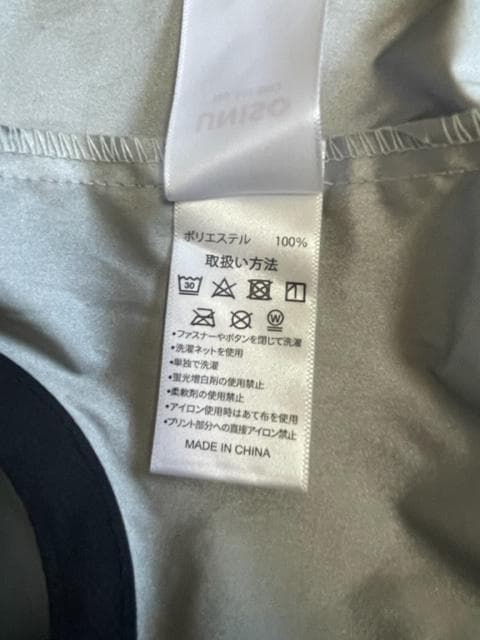 ポリエステル 100%
取扱い方法
30
W
•ファスナーやボタンを閉じて洗濯
•洗濯ネットを使用
•単独で洗濯
•蛍光増白剤の使用禁止
•柔軟剤の使用禁止
•アイロン使用時はあて布を使用
•プリント部分への直接アイロン禁止
MADE IN CHINA